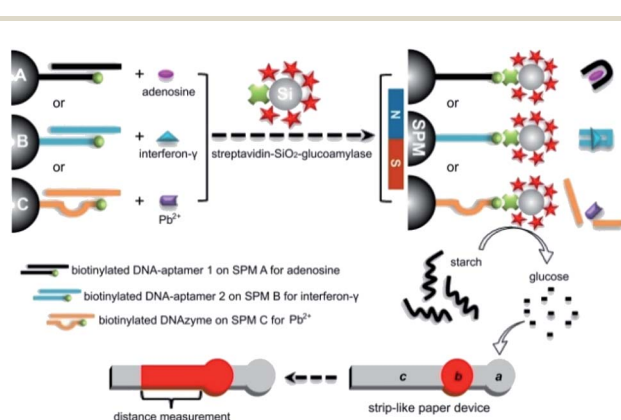 A
+
adenosine
or
B
+
interferon-γ
or
C
+
Pb²⁺
Si
streptavidin-SiO₂-glucoamylase
N
S
SPM
or
or
biotinylated DNA-aptamer 1 on SPM A for adenosine
biotinylated DNA-aptamer 2 on SPM B for interferon-γ
biotinylated DNAzyme on SPM C for Pb²⁺
starch
glucose
c
b
a
distance measurement
strip-like paper device